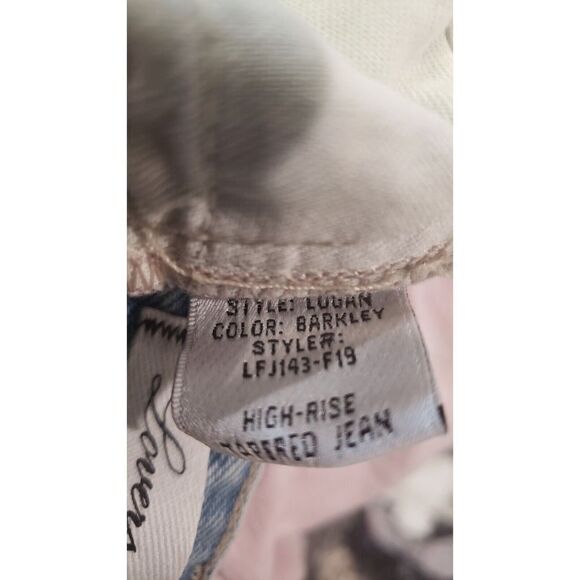 STYLE: LOGAN
COLOR: BARKLEY
STYLE#:
LFJ143-F19
HIGH-RISE
TAPERED JEAN
Lovers